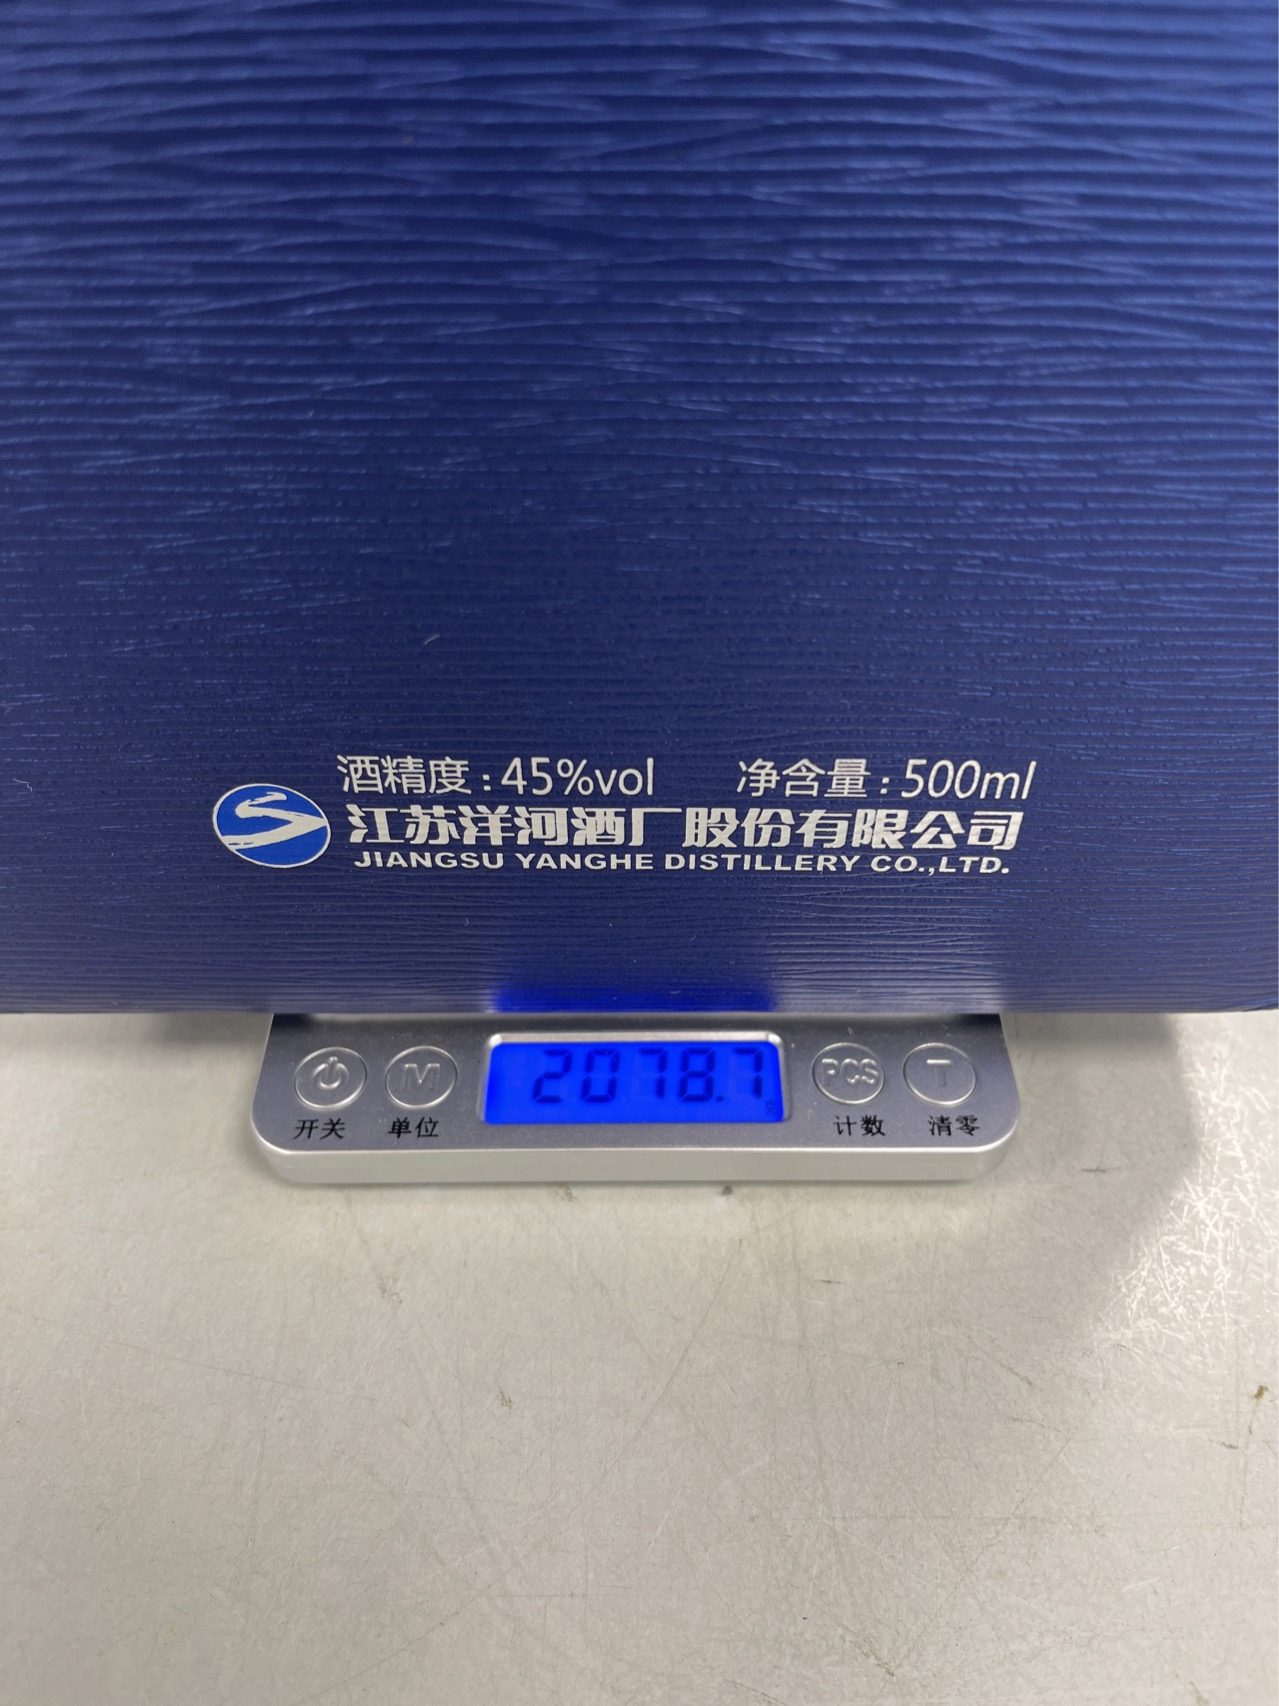 酒精度：45%vol 净含量：500ml
江苏洋河酒厂股份有限公司
JIANGSU YANGHE DISTILLERY CO.,LTD.
M 2078.7 PCS T
开关 单位 计数 清零